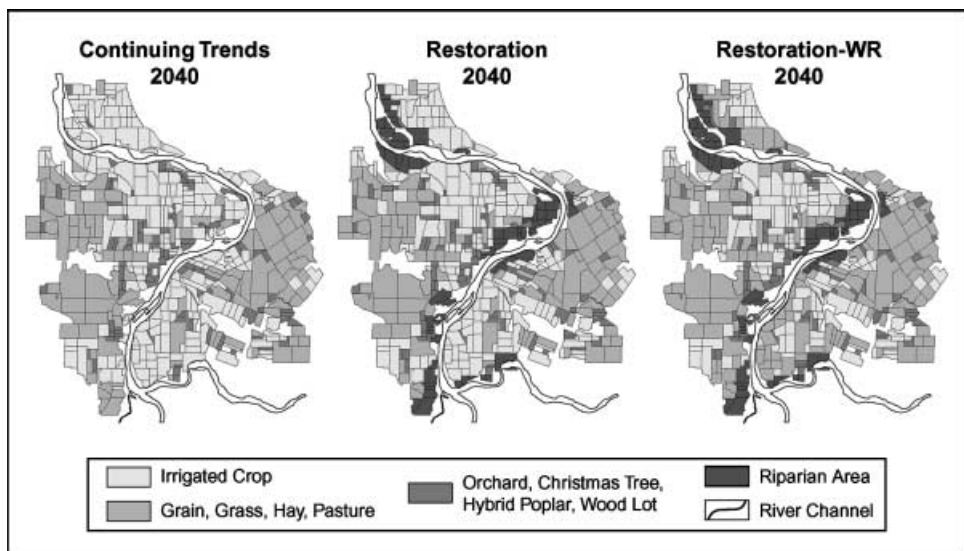 Continuing Trends
2040
Restoration
2040
Restoration-WR
2040
Irrigated Crop
Grain, Grass, Hay, Pasture
Orchard, Christmas Tree,
Hybrid Poplar, Wood Lot
Riparian Area
River Channel